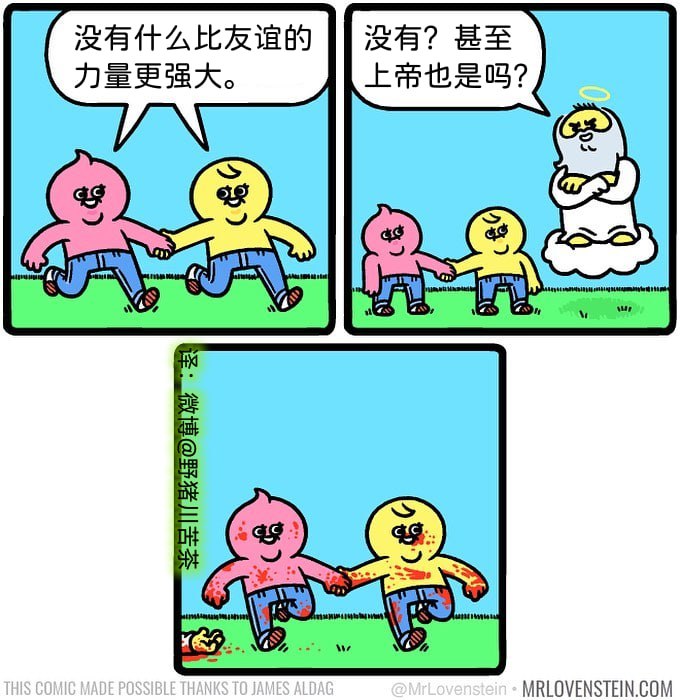 没有什么比友谊的
力量更强大。
没有？甚至
上帝也是吗？
译：微博@野猪川苦茶
THIS COMIC MADE POSSIBLE THANKS TO JAMES ALDAG
@MrLovenstein • MRLOVENSTEIN.COM